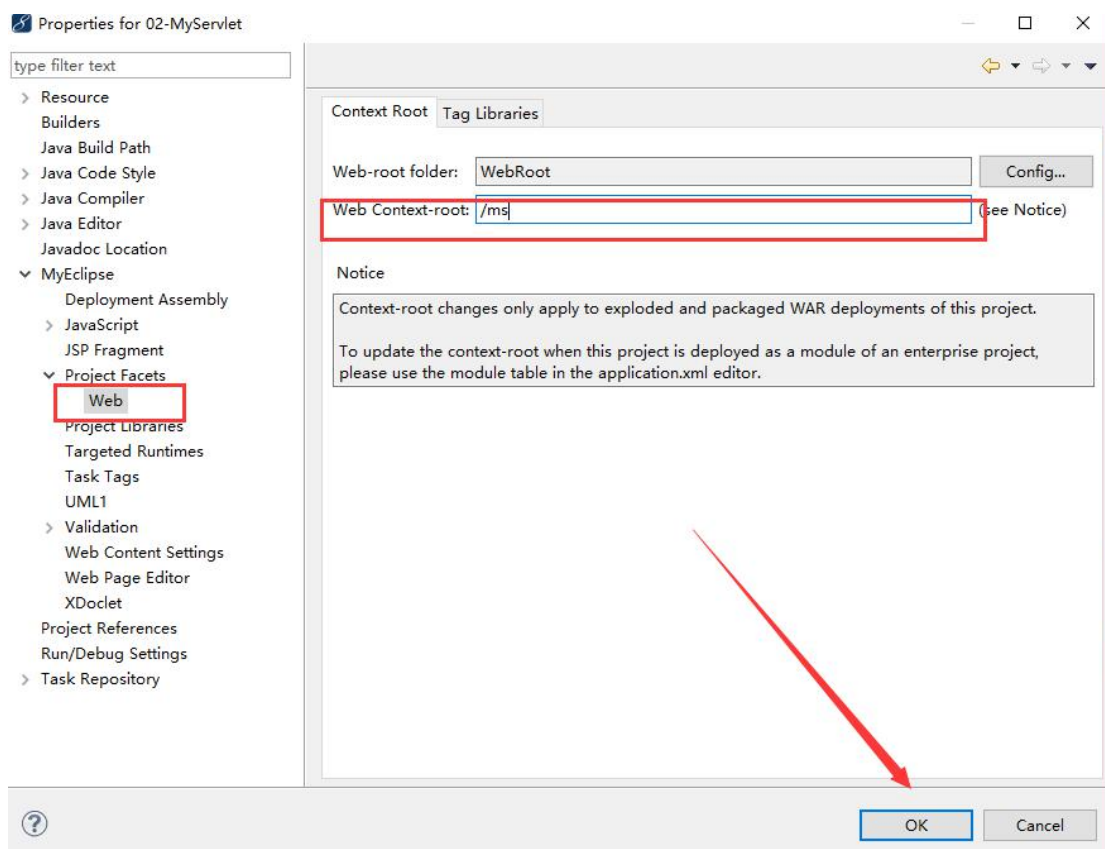 Properties for 02-MyServlet
type filter text
Resource
Builders
Java Build Path
Java Code Style
Java Compiler
Java Editor
Javadoc Location
MyEclipse
Deployment Assembly
JavaScript
JSP Fragment
Project Facets
Web
Project Libraries
Targeted Runtimes
Task Tags
UML1
Validation
Web Content Settings
Web Page Editor
XDoclet
Project References
Run/Debug Settings
Task Repository
Context Root Tag Libraries
Web-root folder: WebRoot Config...
Web Context-root: /ms (see Notice)
Notice
Context-root changes only apply to exploded and packaged WAR deployments of this project.
To update the context-root when this project is deployed as a module of an enterprise project,
please use the module table in the application.xml editor.
OK Cancel